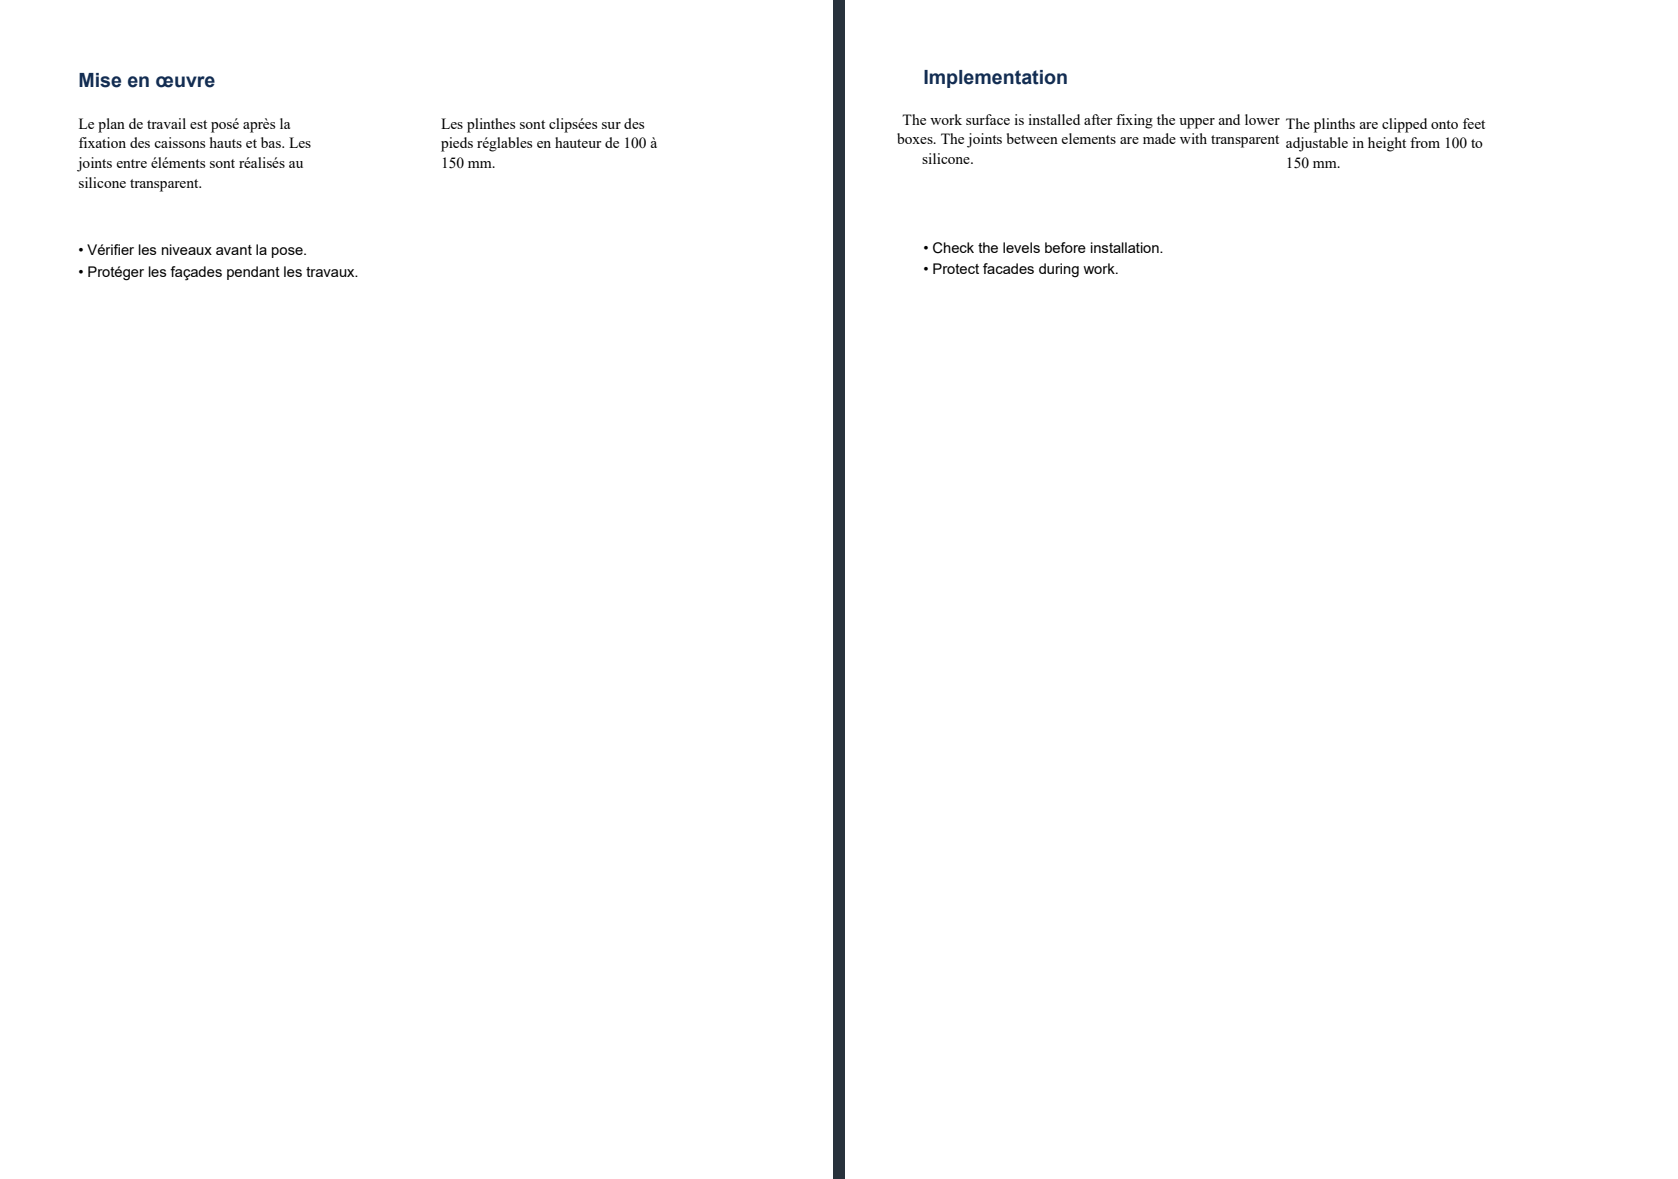 Mise en œuvre
Le plan de travail est posé après la
fixation des caissons hauts et bas. Les
joints entre éléments sont réalisés au
silicone transparent.
Les plinthes sont clipsées sur des
pieds réglables en hauteur de 100 à
150 mm.
• Vérifier les niveaux avant la pose.
• Protéger les façades pendant les travaux.
Implementation
The work surface is installed after fixing the upper and lower
boxes. The joints between elements are made with transparent
silicone.
The plinths are clipped onto feet
adjustable in height from 100 to
150 mm.
• Check the levels before installation.
• Protect facades during work.